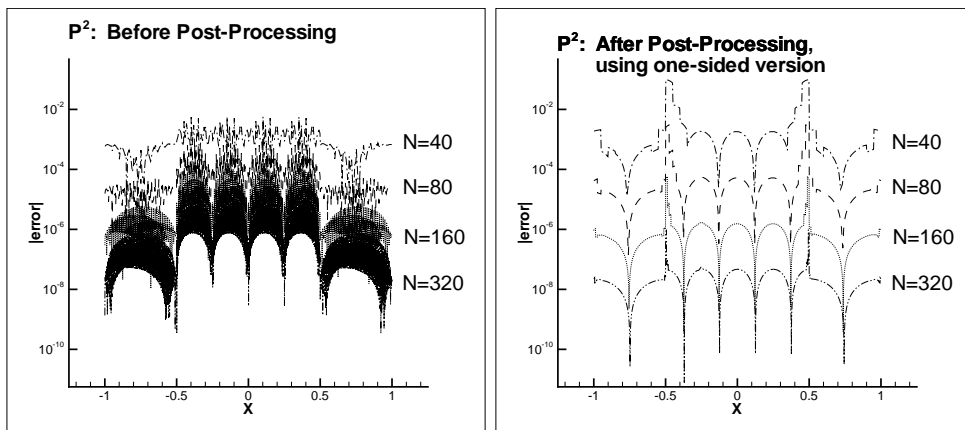 P²: Before Post-Processing
10⁻²
10⁻⁴
10⁻⁶
10⁻⁸
10⁻¹⁰
|error|
N=40
N=80
N=160
N=320
-1
-0.5
0
0.5
1
X
P²: After Post-Processing,
using one-sided version
10⁻²
10⁻⁴
10⁻⁶
10⁻⁸
10⁻¹⁰
|error|
N=40
N=80
N=160
N=320
-1
-0.5
0
0.5
1
X